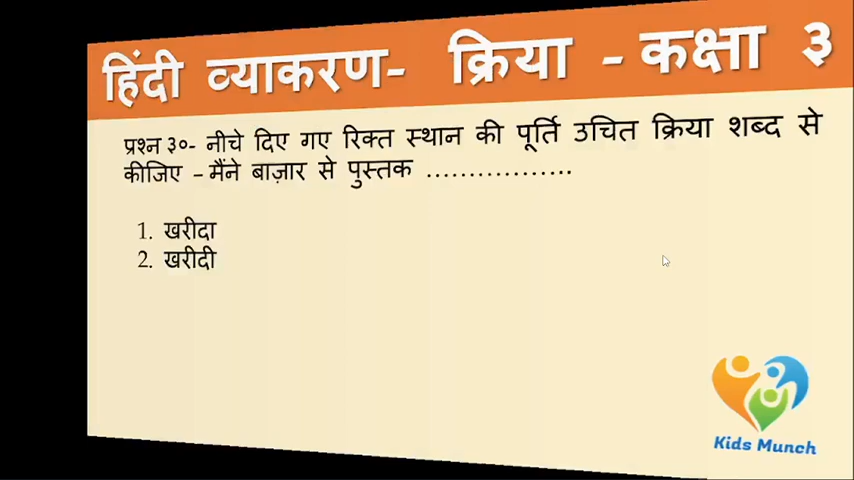 हिंदी व्याकरण- क्रिया - कक्षा ३
प्रश्न ३०- नीचे दिए गए रिक्त स्थान की पूर्ति उचित क्रिया शब्द से
कीजिए - मैंने बाज़ार से पुस्तक .................
1. खरीदा
2. खरीदी
Kids Munch